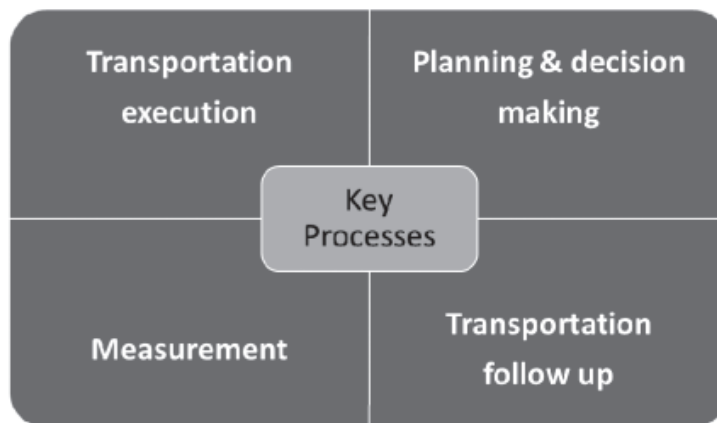 Transportation
execution
Planning & decision
making
Key
Processes
Measurement
Transportation
follow up